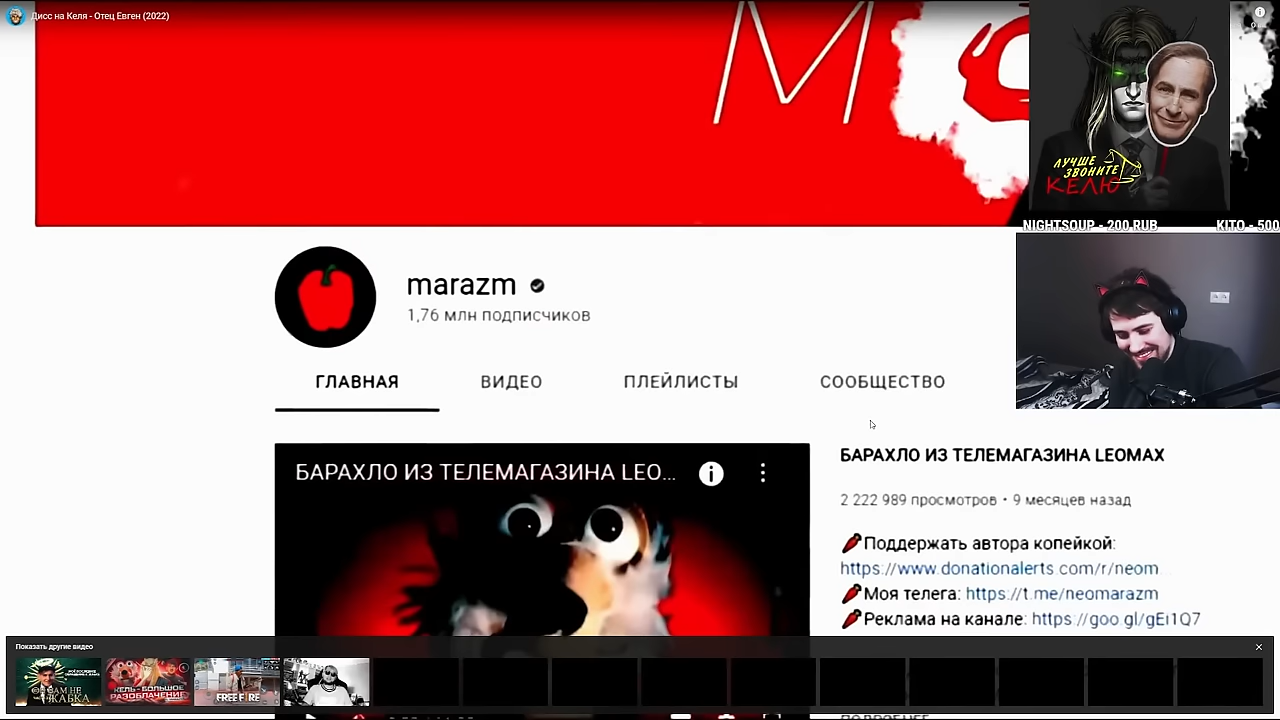 Дисс на Келя - Отец Евген (2022)
М
ЛУЧШЕ
ЗВОНИТЕ
КЕЛЮ
NIGHTSOUP - 200 RUB
KITO - 500
marazm
1,76 млн подписчиков
ГЛАВНАЯ
ВИДЕО
ПЛЕЙЛИСТЫ
СООБЩЕСТВО
БАРАХЛО ИЗ ТЕЛЕМАГАЗИНА LEO...
БАРАХЛО ИЗ ТЕЛЕМАГАЗИНА LEOMAX
2 222 989 просмотров • 9 месяцев назад
Поддержать автора копейкой:
https://www.donationalerts.com/r/neom
Моя телега: https://t.me/neomarazm
Реклама на канале: https://goo.gl/gEi1Q7
Показать другие видео
КЕЛЬ - БОЛЬШОЕ
РАЗОБЛАЧЕНИЕ
FREE FIRE